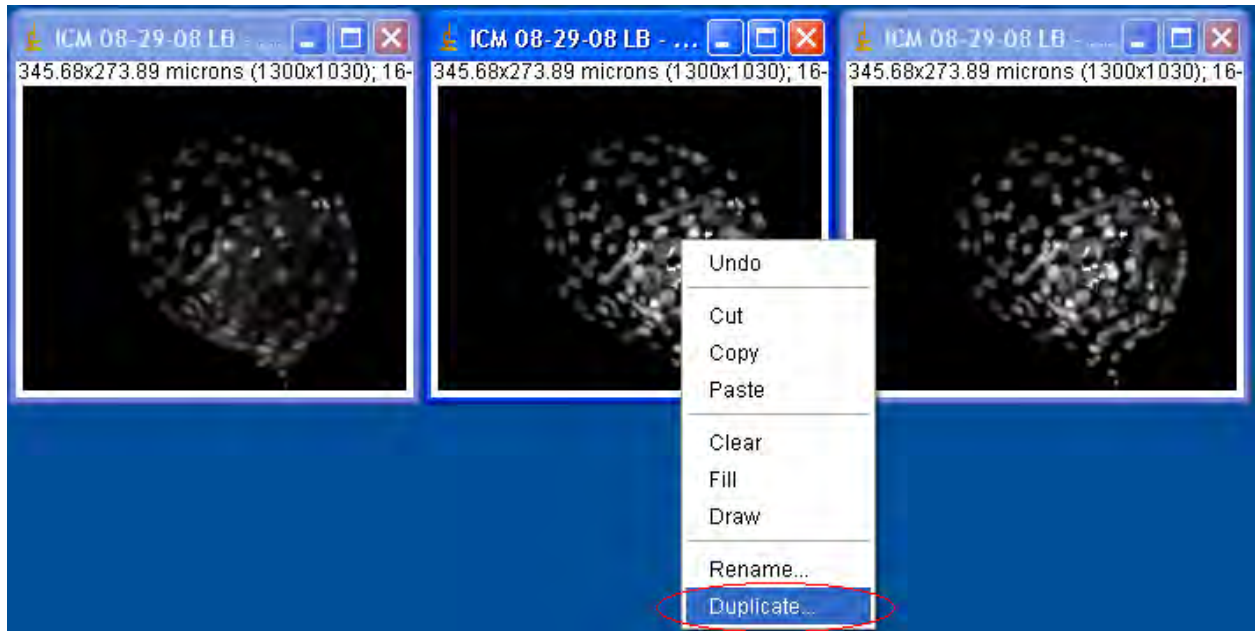 ICM 08-29-08 LB - ...
ICM 08-29-08 LB - ...
ICM 08-29-08 LB - ...
345.68x273.89 microns (1300x1030); 16-
345.68x273.89 microns (1300x1030); 16-
345.68x273.89 microns (1300x1030); 16-
Undo
Cut
Copy
Paste
Clear
Fill
Draw
Rename...
Duplicate...